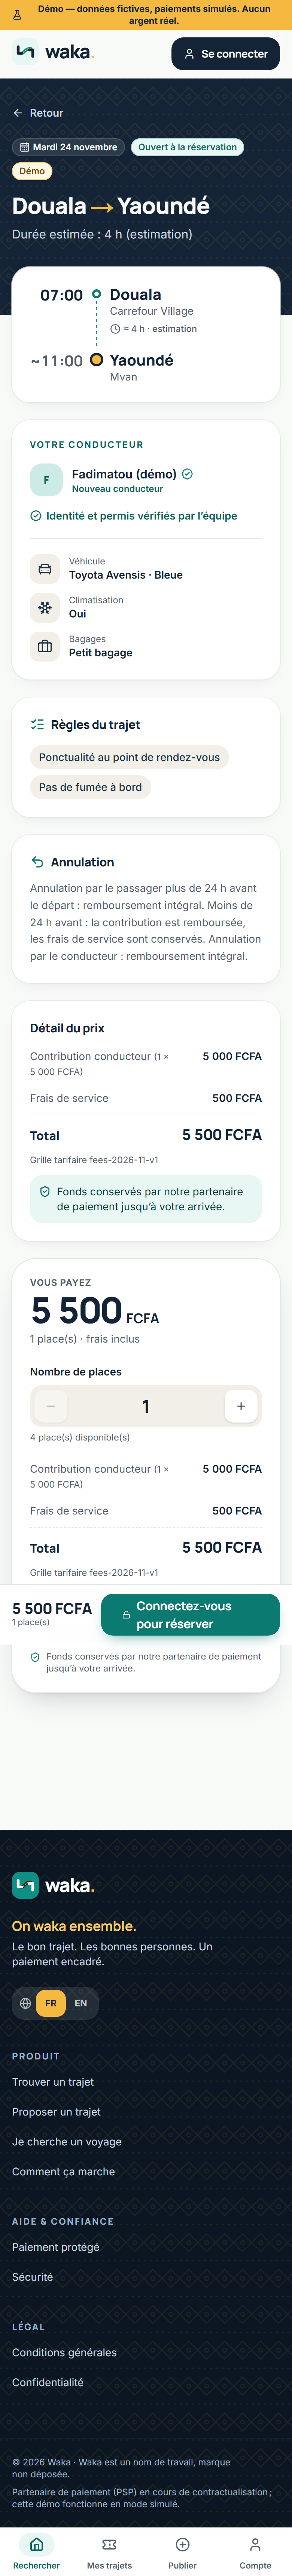 Démo — données fictives, paiements simulés. Aucun
argent réel.
waka.
Se connecter
Retour
Mardi 24 novembre
Ouvert à la réservation
Démo
Douala → Yaoundé
Durée estimée : 4 h (estimation)
07:00
Douala
Carrefour Village
≈ 4 h · estimation
~11:00
Yaoundé
Mvan
VOTRE CONDUCTEUR
F
Fadimatou (démo)
Nouveau conducteur
Identité et permis vérifiés par l'équipe
Véhicule
Toyota Avensis · Bleue
Climatisation
Oui
Bagages
Petit bagage
Règles du trajet
Ponctualité au point de rendez-vous
Pas de fumée à bord
Annulation
Annulation par le passager plus de 24 h avant
le départ : remboursement intégral. Moins de
24 h avant : la contribution est remboursée,
les frais de service sont conservés. Annulation
par le conducteur : remboursement intégral.
Détail du prix
Contribution conducteur (1 ×
5 000 FCFA)
5 000 FCFA
Frais de service
500 FCFA
Total
5 500 FCFA
Grille tarifaire fees-2026-11-v1
Fonds conservés par notre partenaire
de paiement jusqu'à votre arrivée.
VOUS PAYEZ
5 500 FCFA
1 place(s) · frais inclus
Nombre de places
−
1
+
4 place(s) disponible(s)
Contribution conducteur (1 ×
5 000 FCFA)
5 000 FCFA
Frais de service
500 FCFA
Total
5 500 FCFA
Grille tarifaire fees-2026-11-v1
5 500 FCFA
1 place(s)
Connectez-vous
pour réserver
Fonds conservés par notre partenaire de paiement
jusqu'à votre arrivée.
waka.
On waka ensemble.
Le bon trajet. Les bonnes personnes. Un
paiement encadré.
FR
EN
PRODUIT
Trouver un trajet
Proposer un trajet
Je cherche un voyage
Comment ça marche
AIDE & CONFIANCE
Paiement protégé
Sécurité
LÉGAL
Conditions générales
Confidentialité
© 2026 Waka · Waka est un nom de travail, marque
non déposée.
Partenaire de paiement (PSP) en cours de contractualisation ;
cette démo fonctionne en mode simulé.
Rechercher
Mes trajets
Publier
Compte